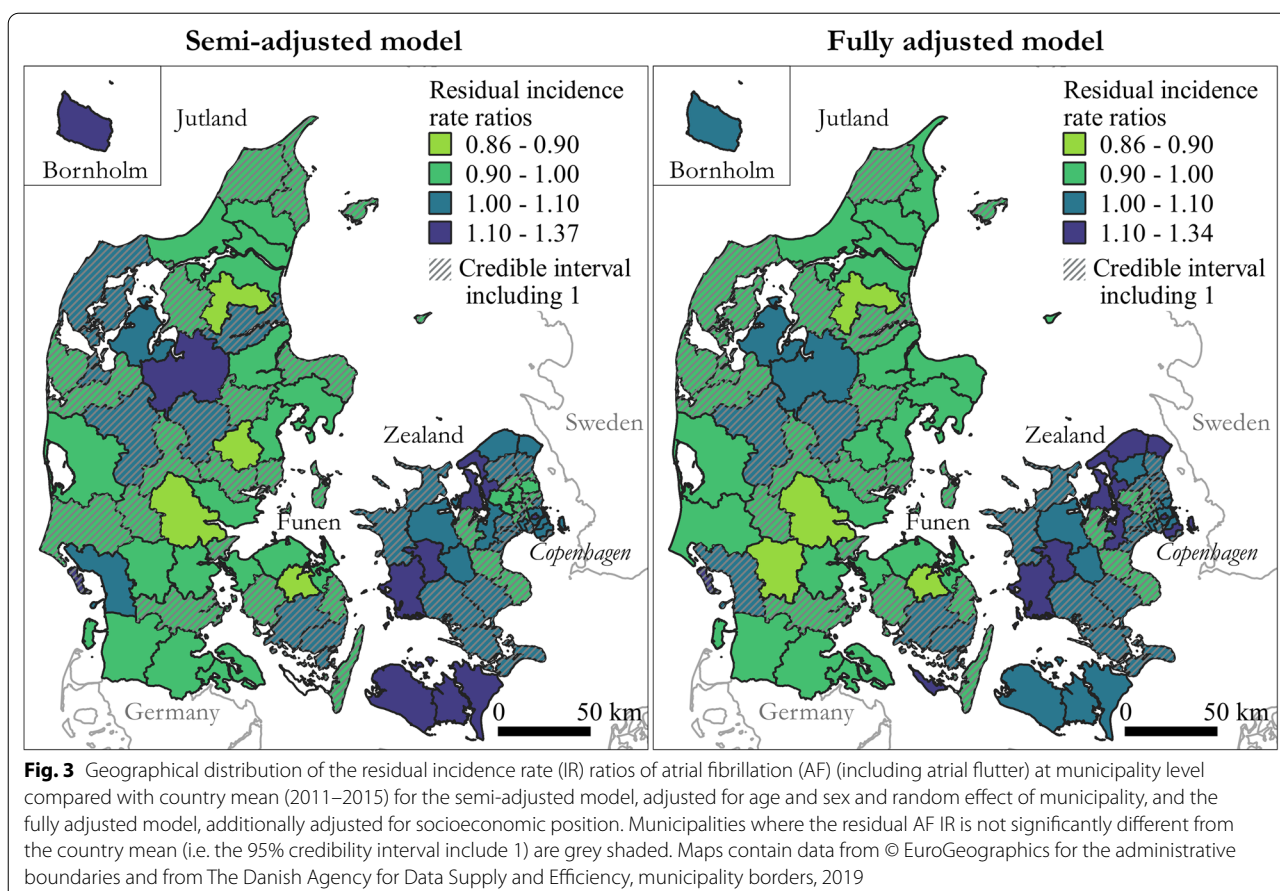 Semi-adjusted model
Fully adjusted model
Bornholm
Jutland
Residual incidence
rate ratios
0.86 - 0.90
0.90 - 1.00
1.00 - 1.10
1.10 - 1.37
Credible interval
including 1
Sweden
Zealand
Funen
Copenhagen
Germany
0 50 km
Bornholm
Jutland
Residual incidence
rate ratios
0.86 - 0.90
0.90 - 1.00
1.00 - 1.10
1.10 - 1.34
Credible interval
including 1
Sweden
Zealand
Funen
Copenhagen
Germany
0 50 km
Fig. 3 Geographical distribution of the residual incidence rate (IR) ratios of atrial fibrillation (AF) (including atrial flutter) at municipality level
compared with country mean (2011–2015) for the semi-adjusted model, adjusted for age and sex and random effect of municipality, and the
fully adjusted model, additionally adjusted for socioeconomic position. Municipalities where the residual AF IR is not significantly different from
the country mean (i.e. the 95% credibility interval include 1) are grey shaded. Maps contain data from © EuroGeographics for the administrative
boundaries and from The Danish Agency for Data Supply and Efficiency, municipality borders, 2019